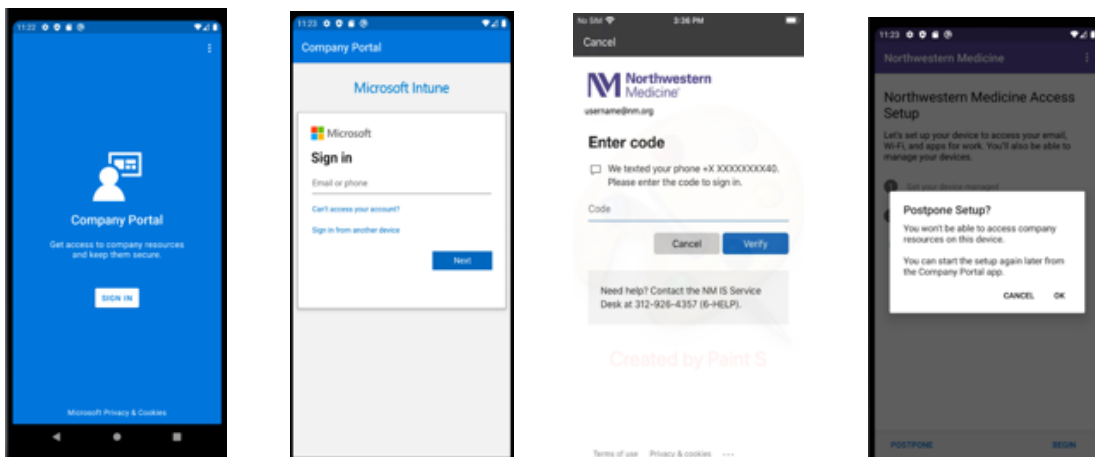 11:22
Company Portal
Get access to company resources
and keep them secure.
SIGN IN
Microsoft Privacy & Cookies
11:23
Company Portal
Microsoft Intune
Microsoft
Sign in
Email or phone
Can't access your account?
Sign in from another device
Next
No SIM
3:36 PM
Cancel
Northwestern
Medicine
username@nm.org
Enter code
We texted your phone +X XXXXXXXX40.
Please enter the code to sign in.
Code
Cancel
Verify
Need help? Contact the NM IS Service
Desk at 312-926-4357 (6-HELP).
Created by Paint S
Terms of use Privacy & cookies ...
11:23
Northwestern Medicine
Northwestern Medicine Access
Setup
Let's set up your device to access your email,
Wi-Fi, and apps for work. You'll also be able to
manage your devices.
Get your device managed
Postpone Setup?
You won't be able to access company
resources on this device.
You can start the setup again later from
the Company Portal app.
CANCEL OK
POSTPONE
BEGIN